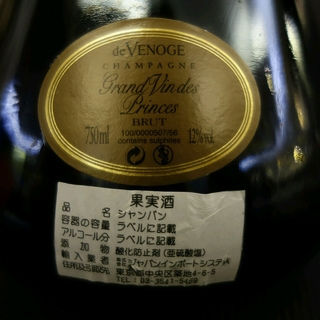 de VENOGE
CHAMPAGNE
Grand Vin des
Princes
BRUT
750ml 100/0000507/56 12%vol
contains sulphites
果実酒
品名 シャンパン
容器の容量 ラベルに記載
アルコール分 ラベルに記載
添加物 酸化防止剤(亜硫酸塩)
輸入業者 ジャパンインポートシステム
東京都中央区築地4-6-5
TEL: 03-3541-5469